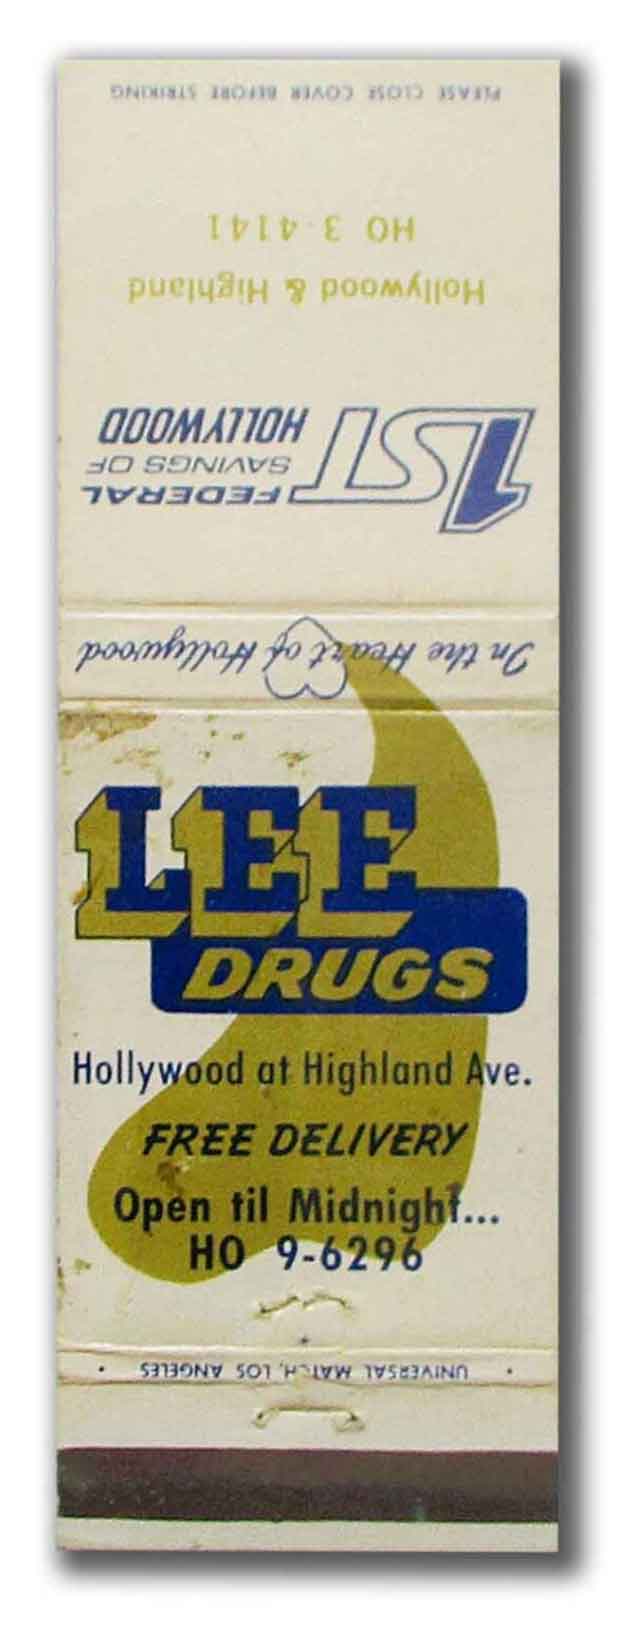 PLEASE CLOSE COVER BEFORE STRIKING
HO 3-4141
Hollywood & Highland
1ST FEDERAL
SAVINGS OF
HOLLYWOOD
In the Heart of Hollywood
LEE
DRUGS
Hollywood at Highland Ave.
FREE DELIVERY
Open til Midnight...
HO 9-6296
• UNIVERSAL MATCH, LOS ANGELES •